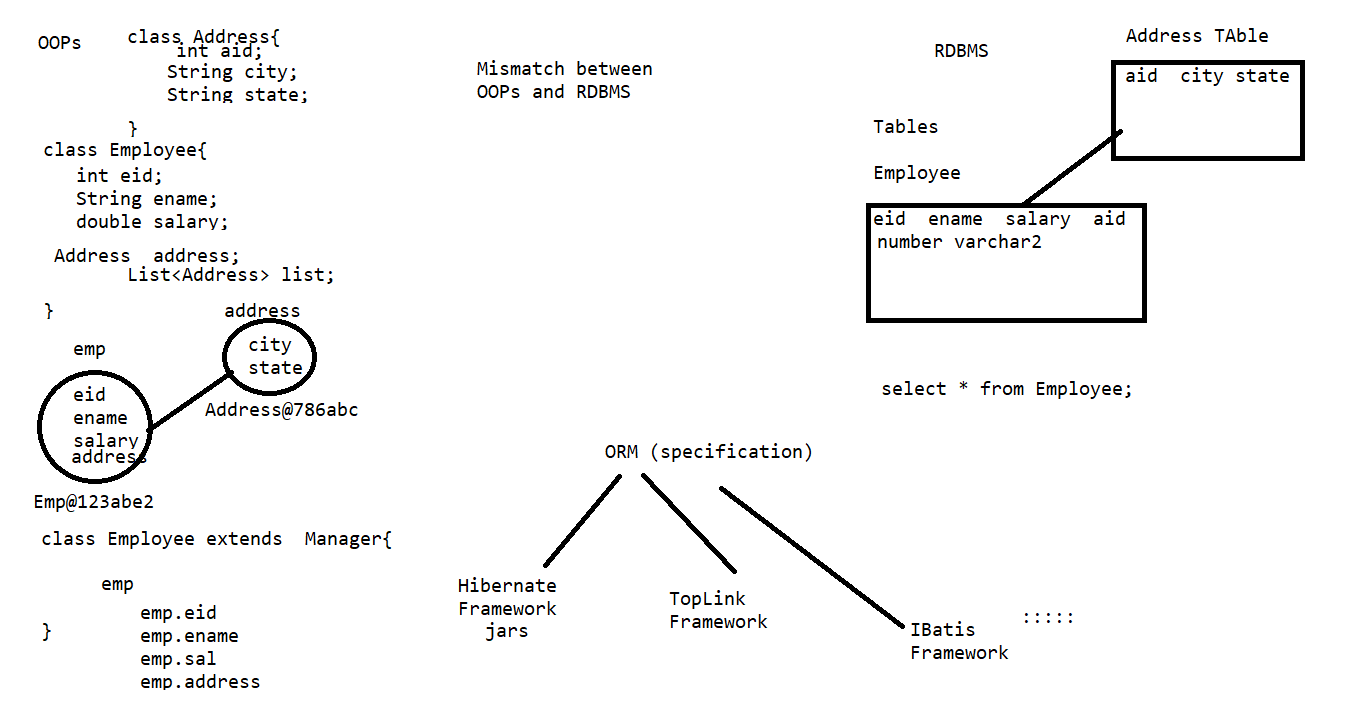 OOPs
class Address{
int aid;
String city;
String state;
}
class Employee{
int eid;
String ename;
double salary;
Address  address;
List<Address> list;
}
address
city
state
Address@786abc
emp
eid
ename
salary
address
Emp@123abe2
class Employee extends  Manager{
emp
emp.eid
emp.ename
emp.sal
emp.address
}
Mismatch between
OOPs and RDBMS
RDBMS
Address TAble
aid  city state
Tables
Employee
eid  ename  salary  aid
number varchar2
select * from Employee;
ORM (specification)
Hibernate
Framework
jars
TopLink
Framework
IBatis
Framework
:::::